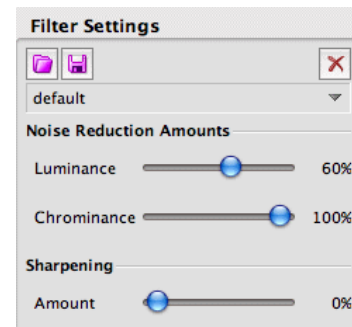 Filter Settings
default
Noise Reduction Amounts
Luminance 60%
Chrominance 100%
Sharpening
Amount 0%